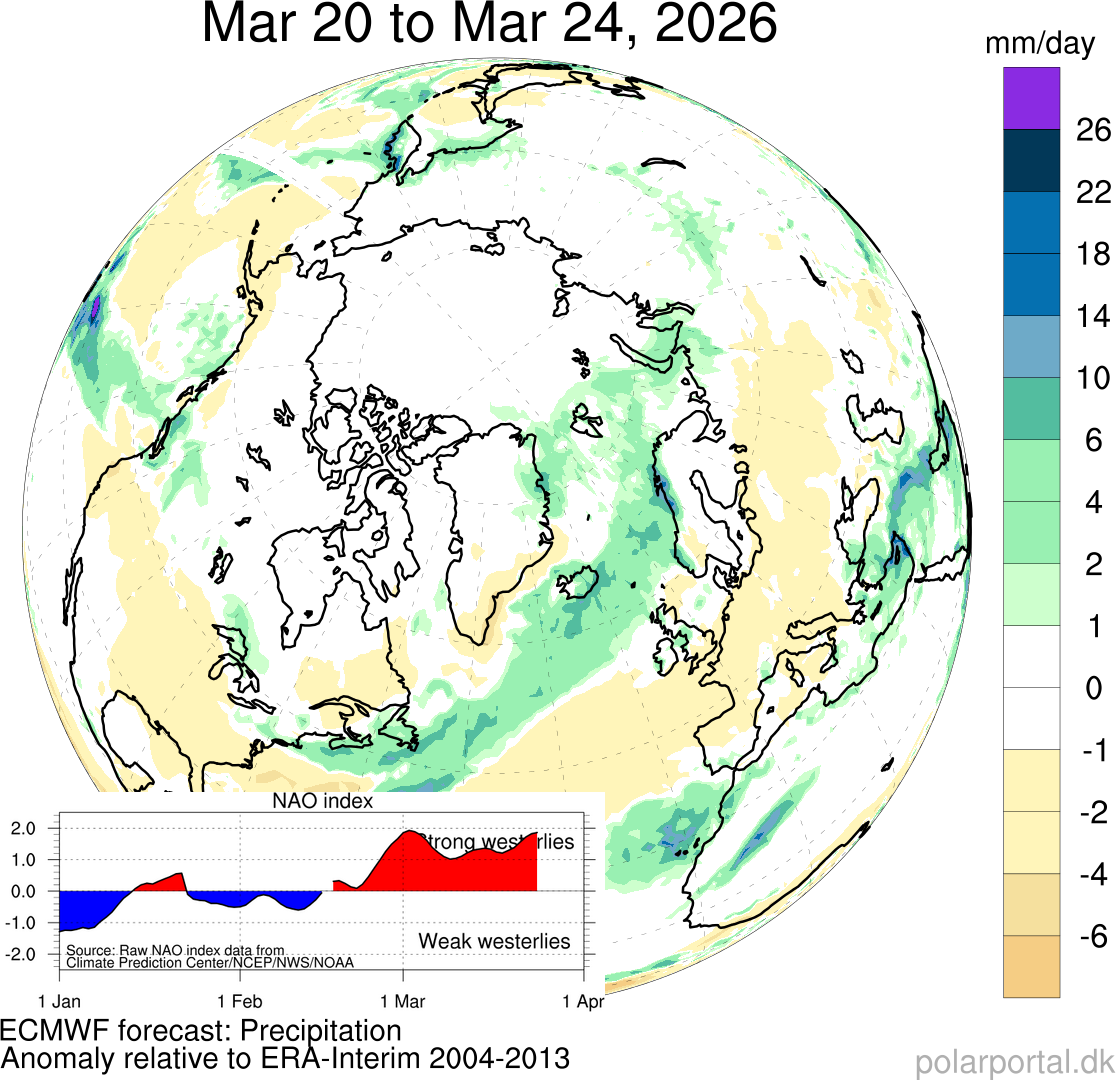 Mar 20 to Mar 24, 2026
mm/day
26
22
18
14
10
6
4
2
1
0
-1
-2
-4
-6
NAO index
2.0
1.0
0.0
-1.0
-2.0
Strong westerlies
Weak westerlies
Source: Raw NAO index data from
Climate Prediction Center/NCEP/NWS/NOAA
1 Jan 1 Feb 1 Mar 1 Apr
ECMWF forecast: Precipitation
Anomaly relative to ERA-Interim 2004-2013
polarportal.dk